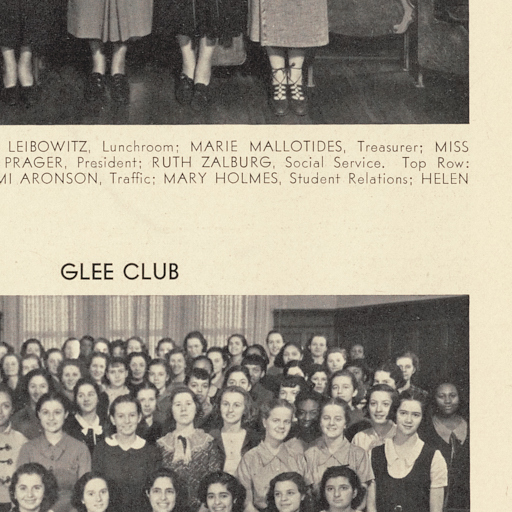 LEIBOWITZ, Lunchroom; MARIE MALLOTIDES, Treasurer; MISS
PRAGER, President; RUTH ZALBURG, Social Service. Top Row:
MI ARONSON, Traffic; MARY HOLMES, Student Relations; HELEN
GLEE CLUB